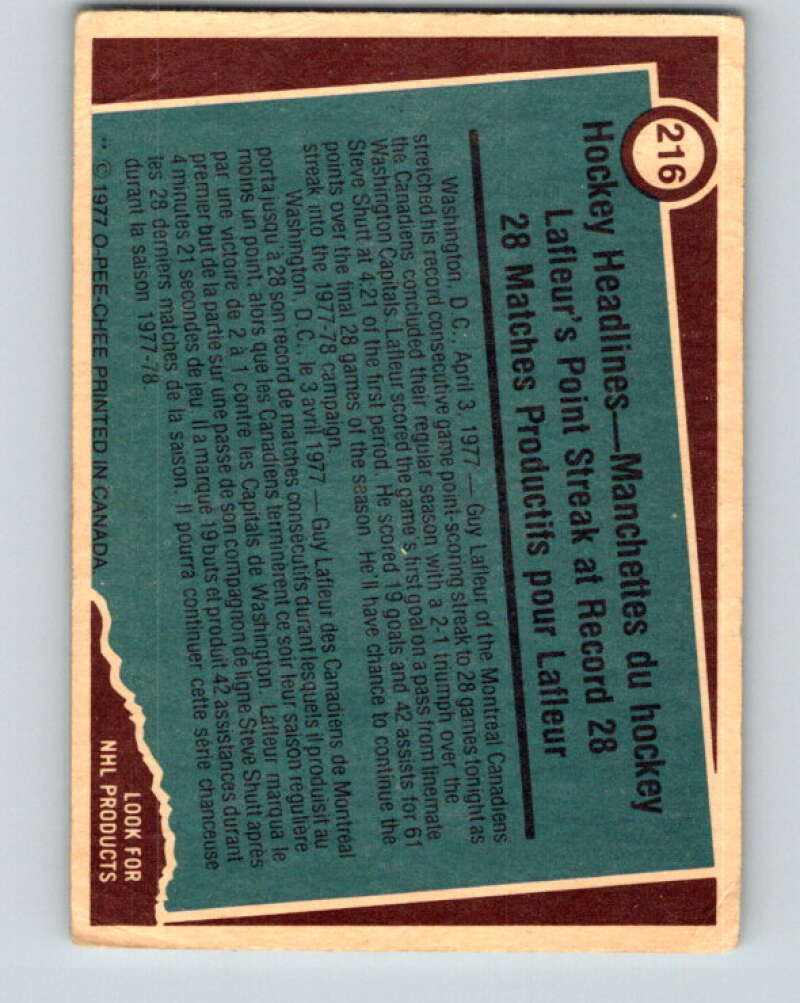 216
Hockey Headlines—Manchettes du hockey
Lafleur's Point Streak at Record 28
28 Matches Productifs pour Lafleur
Washington, D.C., April 3, 1977 — Guy Lafleur of the Montreal Canadiens
stretched his record consecutive game point-scoring streak to 28 games tonight as
the Canadiens concluded their regular season with a 2-1 triumph over the
Washington Capitals. Lafleur scored the game's first goal on a pass from linemate
Steve Shutt at 4:21 of the first period. He scored 19 goals and 42 assists for 61
points over the final 28 games of the season. He'll have chance to continue the
streak into the 1977-78 campaign.
Washington, D.C., le 3 avril 1977 — Guy Lafleur des Canadiens de Montréal
porta jusqu'à 28 son record de matches consécutifs durant lesquels il produisit au
moins un point, alors que les Canadiens terminèrent ce soir leur saison régulière
par une victoire de 2 à 1 contre les Capitals de Washington. Lafleur marqua le
premier but de la partie sur une passe de son compagnon de ligne Steve Shutt après
4 minutes 21 secondes de jeu. Il a marqué 19 buts et produit 42 assistances durant
les 28 derniers matches de la saison. Il pourra continuer cette série chanceuse
durant la saison 1977-78.
** © 1977 O-PEE-CHEE PRINTED IN CANADA
LOOK FOR
NHL PRODUCTS